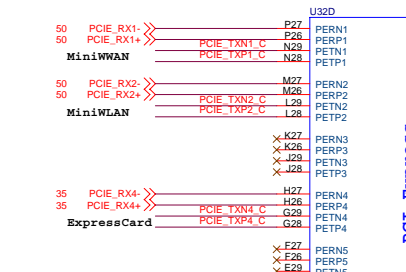 U32D
50 PCIE_RX1- P27 PERN1
50 PCIE_RX1+ P26 PERP1
PCIE_TXN1_C N29 PETN1
MiniWWAN PCIE_TXP1_C N28 PETP1
50 PCIE_RX2- M27 PERN2
50 PCIE_RX2+ M26 PERP2
PCIE_TXN2_C L29 PETN2
MiniWLAN PCIE_TXP2_C L28 PETP2
K27 PERN3
K26 PERP3
J29 PETN3
J28 PETP3
35 PCIE_RX4- H27 PERN4
35 PCIE_RX4+ H26 PERP4
PCIE_TXN4_C G29 PETN4
ExpressCard PCIE_TXP4_C G28 PETP4
F27 PERN5
F26 PERP5
E29 PETN5